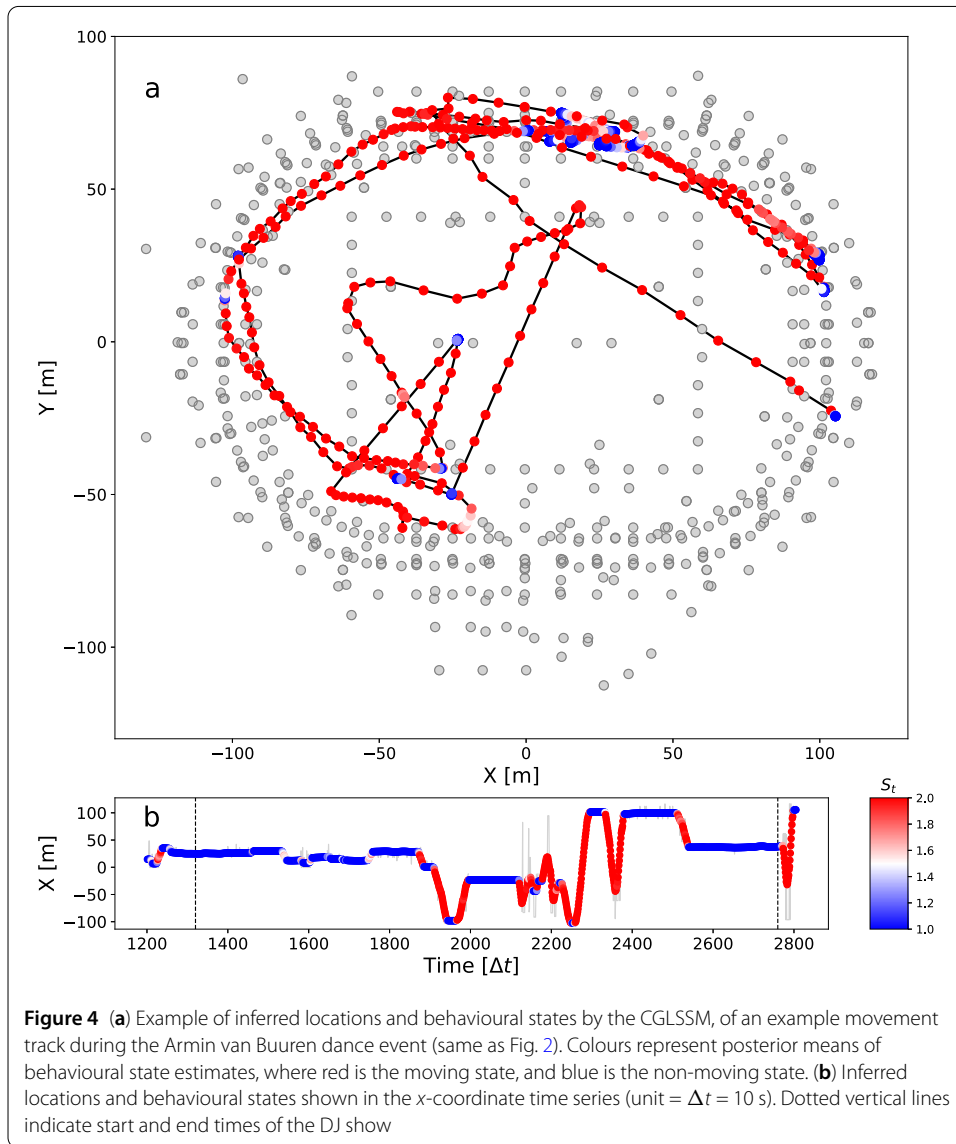 100
50
0
−50
−100
Y [m]
a
−100 −50 0 50 100
X [m]
b
100
50
0
−50
−100
X [m]
1200 1400 1600 1800 2000 2200 2400 2600 2800
Time [Δt]
S_t
2.0
1.8
1.6
1.4
1.2
1.0
Figure 4 (a) Example of inferred locations and behavioural states by the CGLSSM, of an example movement
track during the Armin van Buuren dance event (same as Fig. 2). Colours represent posterior means of
behavioural state estimates, where red is the moving state, and blue is the non-moving state. (b) Inferred
locations and behavioural states shown in the x-coordinate time series (unit = Δt = 10 s). Dotted vertical lines
indicate start and end times of the DJ show